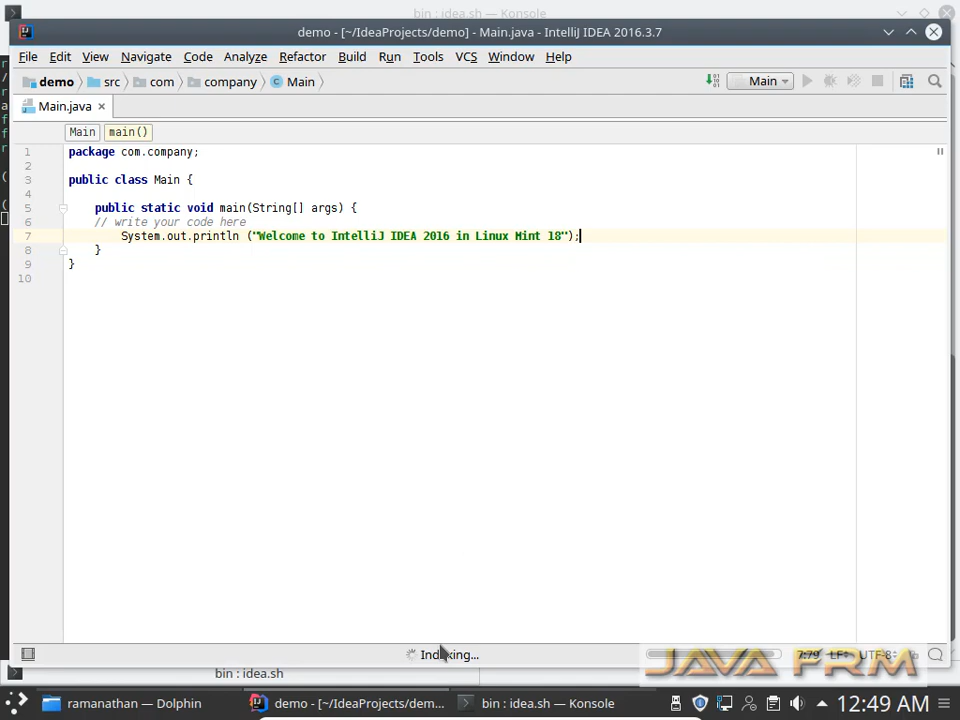 bin : idea.sh — Konsole
demo - [~/IdeaProjects/demo] - Main.java - IntelliJ IDEA 2016.3.7
File Edit View Navigate Code Analyze Refactor Build Run Tools VCS Window Help
demo src com company Main Main
Main.java
Main main()
1 package com.company;
2
3 public class Main {
4
5 public static void main(String[] args) {
6 // write your code here
7 System.out.println ("Welcome to IntelliJ IDEA 2016 in Linux Mint 18");
8 }
9 }
10
Indexing...
7:79 LF÷ UTF-8÷
JAVA FRM
bin : idea.sh
ramanathan — Dolphin demo - [~/IdeaProjects/dem... bin : idea.sh — Konsole 12:49 AM